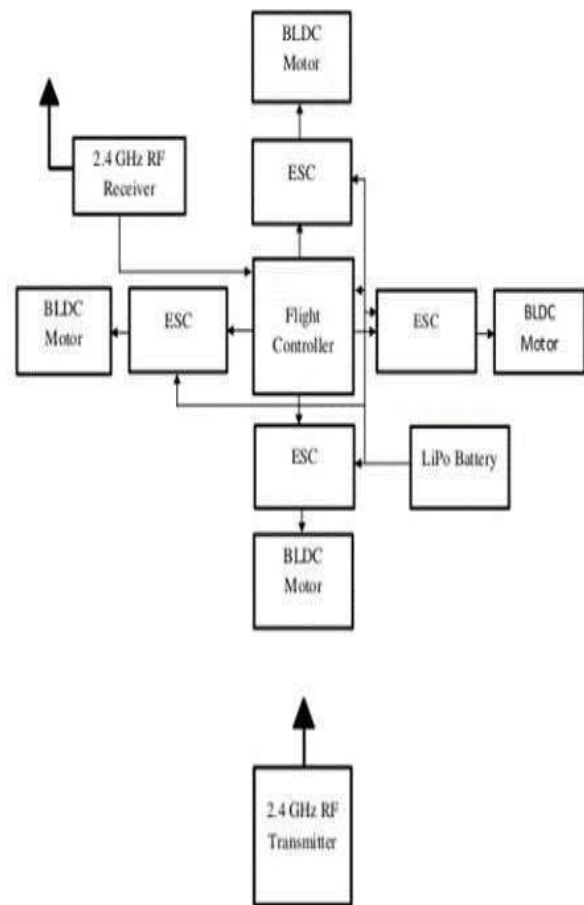 BLDC
Motor
2.4 GHz RF
Receiver
ESC
BLDC
Motor
ESC
Flight
Controller
ESC
BLDC
Motor
ESC
LiPo Battery
BLDC
Motor
2.4 GHz RF
Transmitter